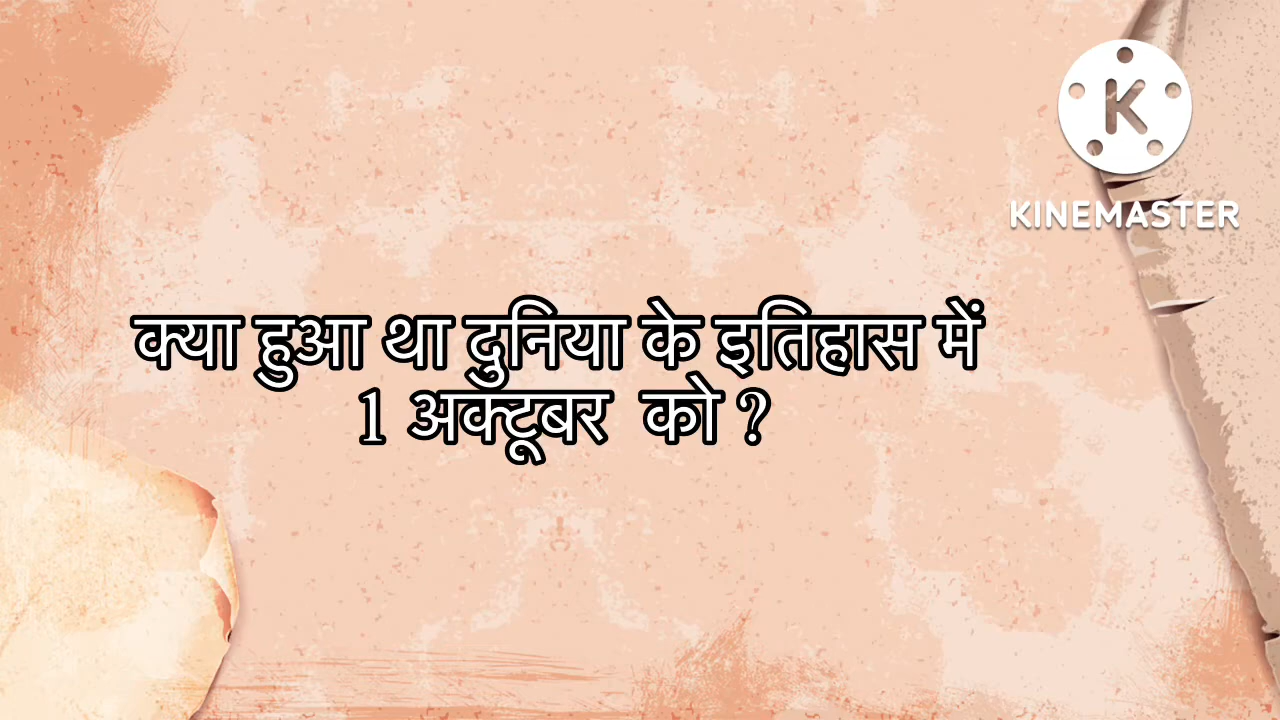 K
KINEMASTER
क्या हुआ था दुनिया के इतिहास में
1 अक्टूबर को ?